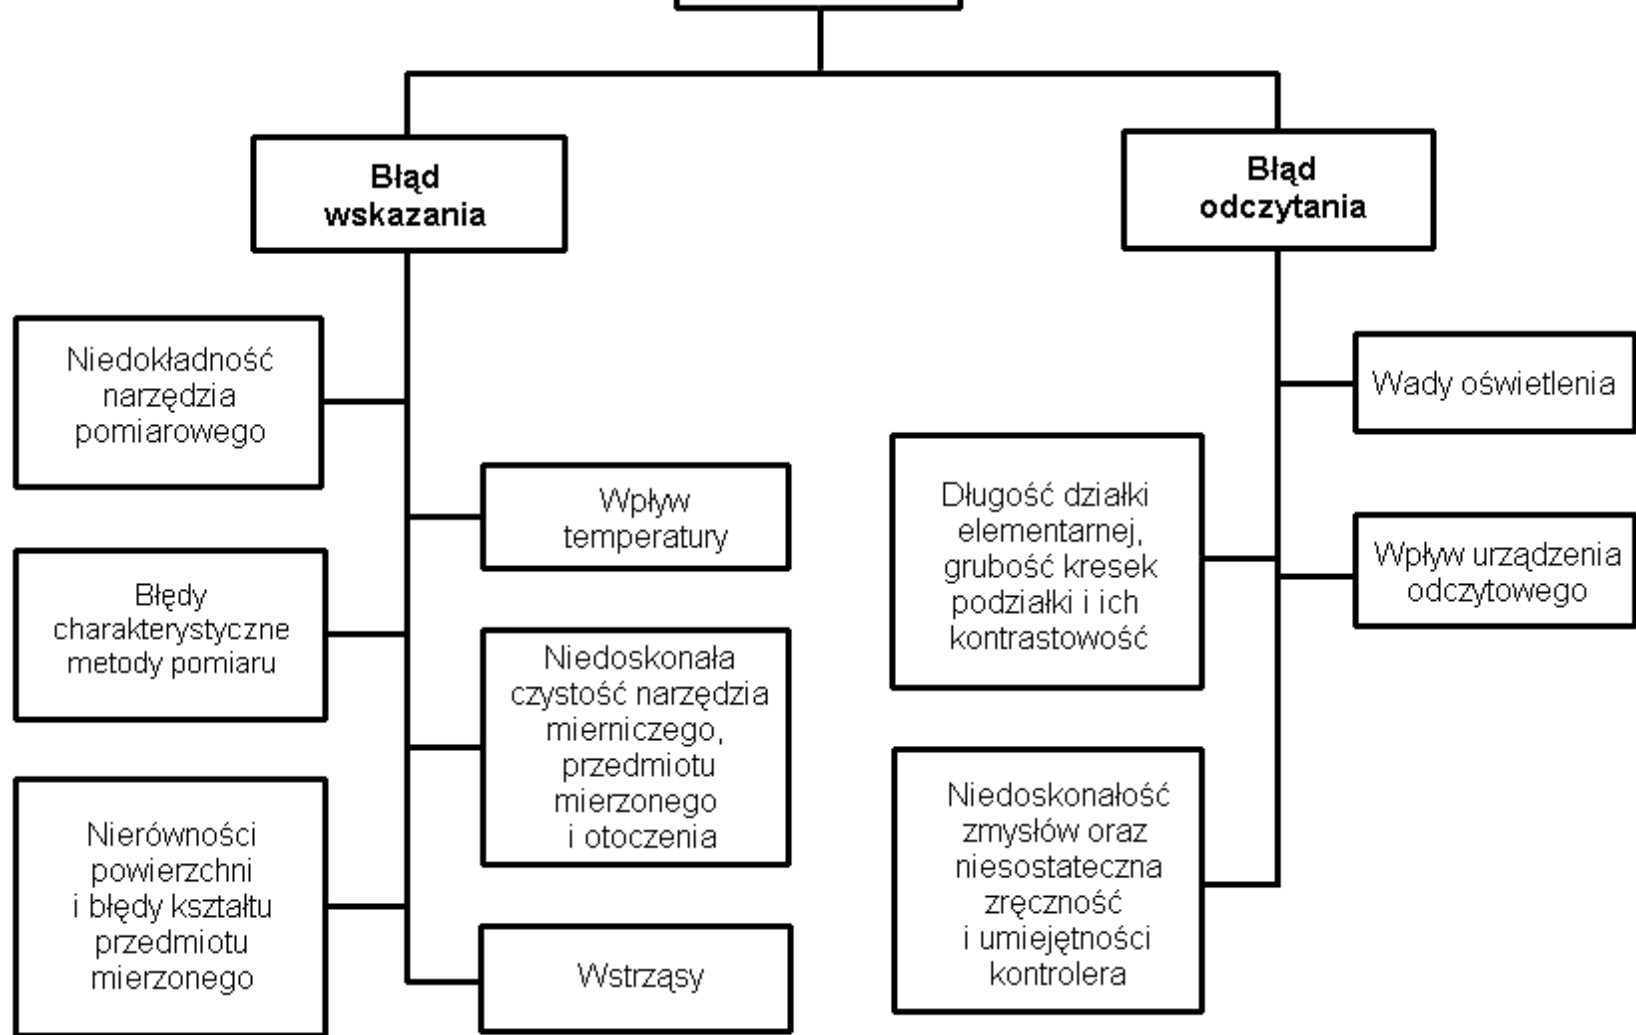 Błąd
wskazania
Błąd
odczytania
Niedokładność
narzędzia
pomiarowego
Wpływ
temperatury
Błędy
charakterystyczne
metody pomiaru
Niedoskonała
czystość narzędzia
mierniczego,
przedmiotu
mierzonego
i otoczenia
Nierówności
powierzchni
i błędy kształtu
przedmiotu
mierzonego
Wstrząsy
Wady oświetlenia
Długość działki
elementarnej,
grubość kresek
podziałki i ich
kontrastowość
Wpływ urządzenia
odczytowego
Niedoskonałość
zmysłów oraz
niesostateczna
zręczność
i umiejętności
kontrolera